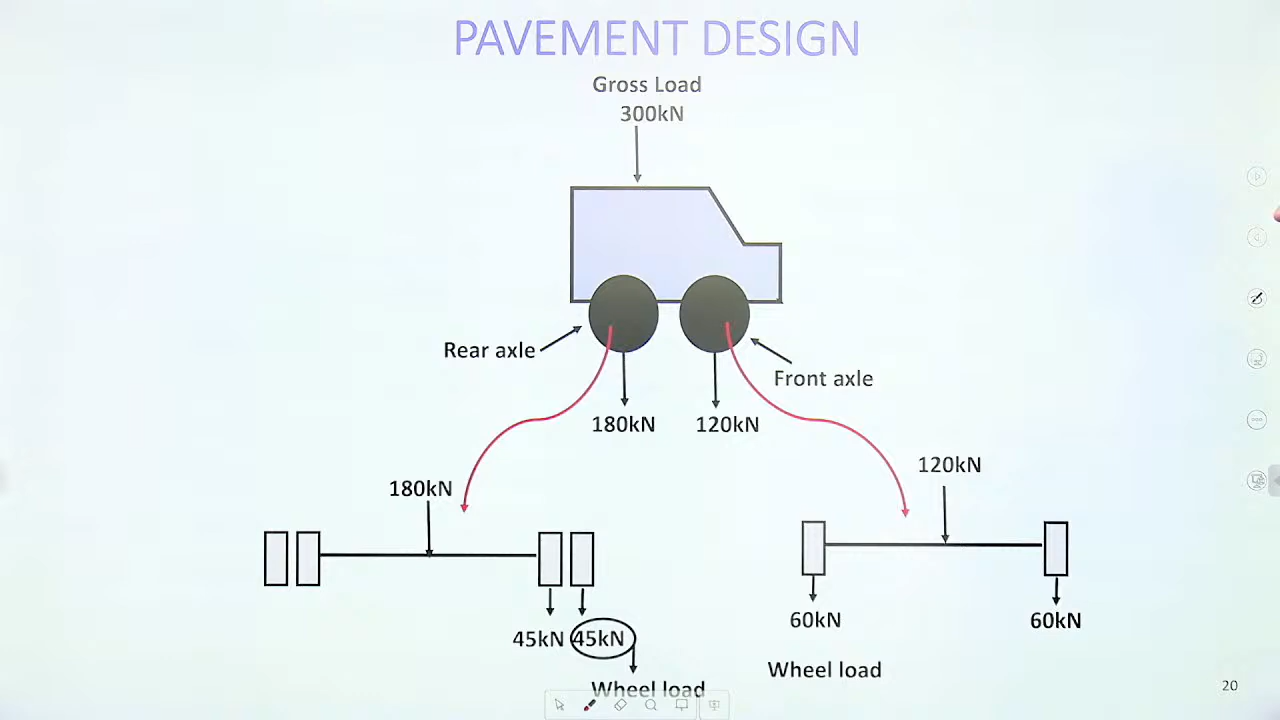 PAVEMENT DESIGN
Gross Load
300kN
Rear axle
Front axle
180kN
120kN
180kN
120kN
45kN
45kN
Wheel load
60kN
60kN
Wheel load
20